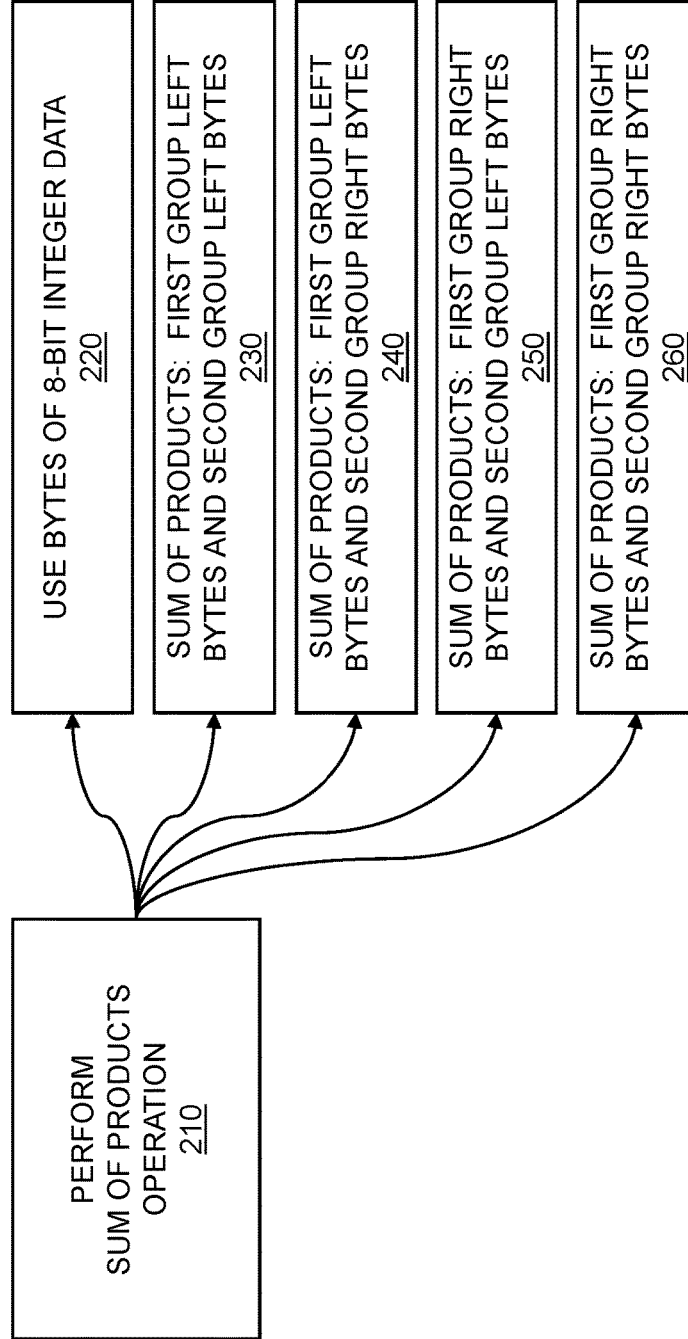 PERFORM
SUM OF PRODUCTS
OPERATION
210
USE BYTES OF 8-BIT INTEGER DATA
220
SUM OF PRODUCTS: FIRST GROUP LEFT
BYTES AND SECOND GROUP LEFT BYTES
230
SUM OF PRODUCTS: FIRST GROUP LEFT
BYTES AND SECOND GROUP RIGHT BYTES
240
SUM OF PRODUCTS: FIRST GROUP RIGHT
BYTES AND SECOND GROUP LEFT BYTES
250
SUM OF PRODUCTS: FIRST GROUP RIGHT
BYTES AND SECOND GROUP RIGHT BYTES
260